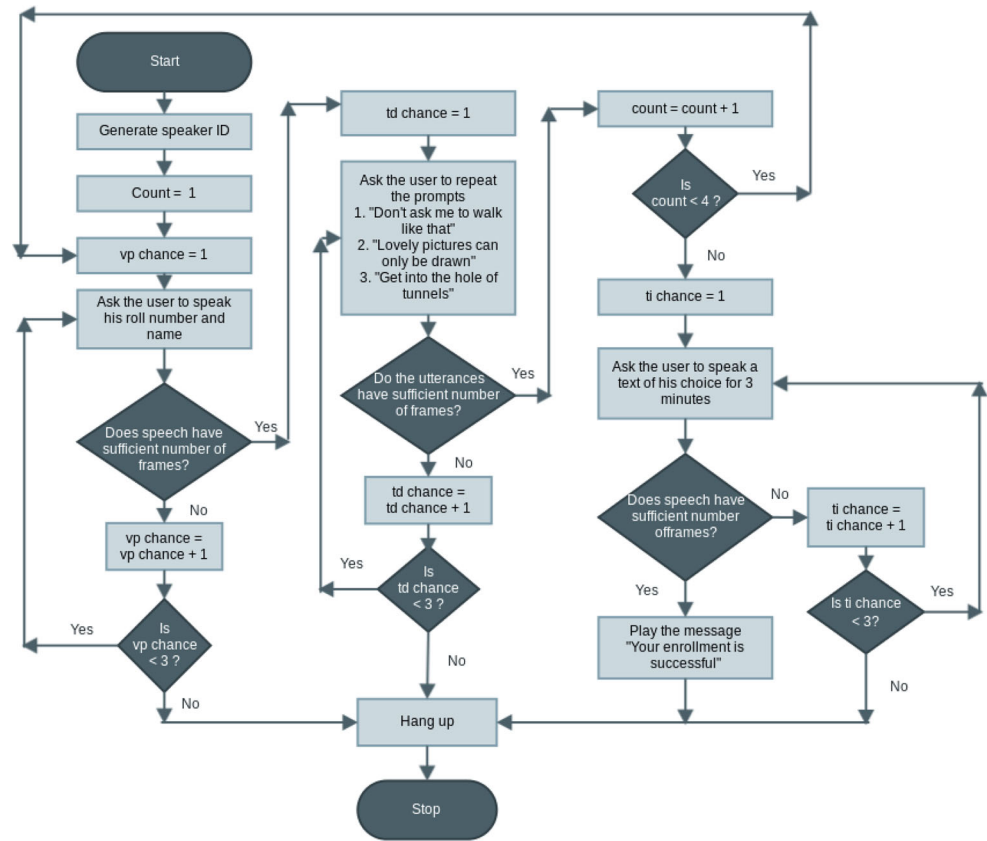 Start
Generate speaker ID
Count = 1
vp chance = 1
Ask the user to speak
his roll number and
name
Does speech have
sufficient number of
frames?
Yes
No
vp chance =
vp chance + 1
Is
vp chance
< 3 ?
Yes
No
td chance = 1
Ask the user to repeat
the prompts
1. "Don't ask me to walk
like that"
2. "Lovely pictures can
only be drawn"
3. "Get into the hole of
tunnels"
Do the utterances
have sufficient number
of frames?
Yes
No
td chance =
td chance + 1
Is
td chance
< 3 ?
Yes
No
Hang up
Stop
count = count + 1
Is
count < 4 ?
Yes
No
ti chance = 1
Ask the user to speak a
text of his choice for 3
minutes
Does speech have
sufficient number
offrames?
No
Yes
ti chance =
ti chance + 1
Is ti chance
< 3?
Yes
No
Play the message
"Your enrollment is
successful"